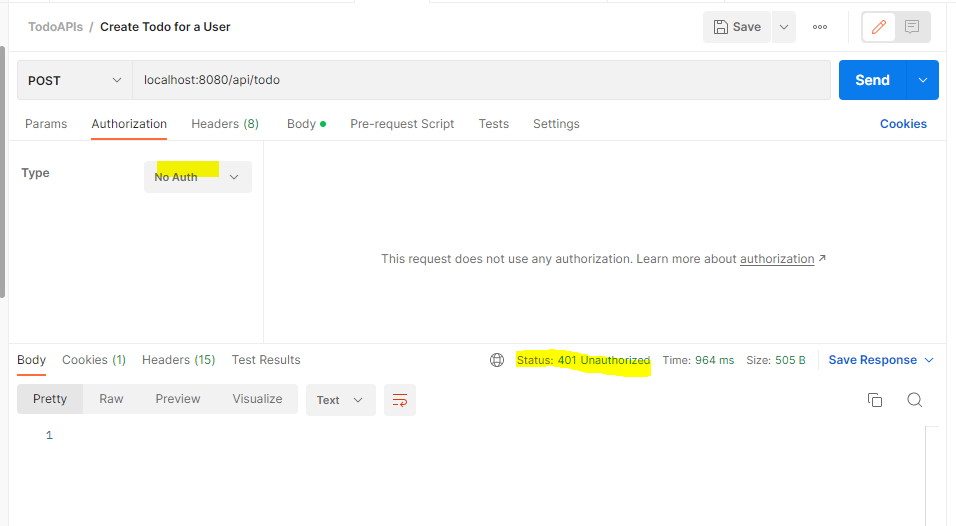 TodoAPIs / Create Todo for a User
Save
POST localhost:8080/api/todo Send
Params Authorization Headers (8) Body Pre-request Script Tests Settings Cookies
Type No Auth
This request does not use any authorization. Learn more about authorization ↗
Body Cookies (1) Headers (15) Test Results Status: 401 Unauthorized Time: 964 ms Size: 505 B Save Response
Pretty Raw Preview Visualize Text
1